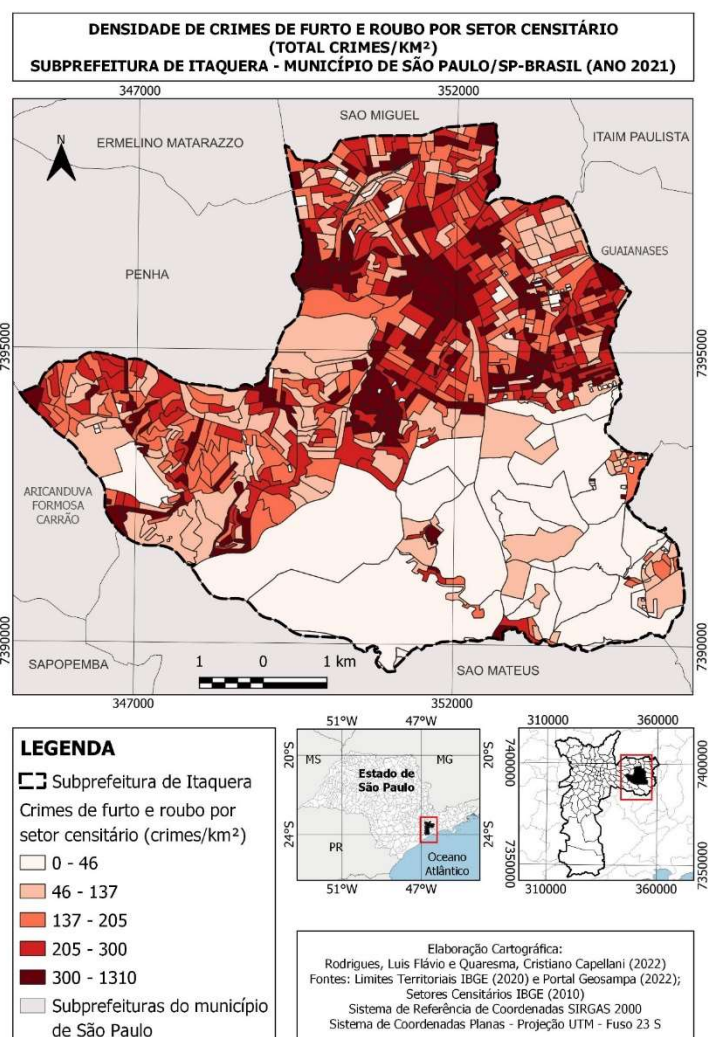 DENSIDADE DE CRIMES DE FURTO E ROUBO POR SETOR CENSITÁRIO
(TOTAL CRIMES/KM²)
SUBPREFEITURA DE ITAQUERA - MUNICÍPIO DE SÃO PAULO/SP-BRASIL (ANO 2021)
347000
352000
SAO MIGUEL
N
ERMELINO MATARAZZO
ITAIM PAULISTA
GUAIANASES
PENHA
7395000
7395000
ARICANDUVA
FORMOSA
CARRÃO
7390000
7390000
SAPOPEMBA
1 0 1 km
SAO MATEUS
347000
352000
LEGENDA
Subprefeitura de Itaquera
Crimes de furto e roubo por
setor censitário (crimes/km²)
0 - 46
46 - 137
137 - 205
205 - 300
300 - 1310
Subprefeituras do município
de São Paulo
51°W 47°W
20°S
20°S
MS
MG
Estado de
São Paulo
24°S
24°S
PR
Oceano
Atlântico
51°W 47°W
310000 360000
7400000
7400000
7350000
7350000
310000 360000
Elaboração Cartográfica:
Rodrigues, Luis Flávio e Quaresma, Cristiano Capellani (2022)
Fontes: Limites Territoriais IBGE (2020) e Portal Geosampa (2022);
Setores Censitários IBGE (2010)
Sistema de Referência de Coordenadas SIRGAS 2000
Sistema de Coordenadas Planas - Projeção UTM - Fuso 23 S